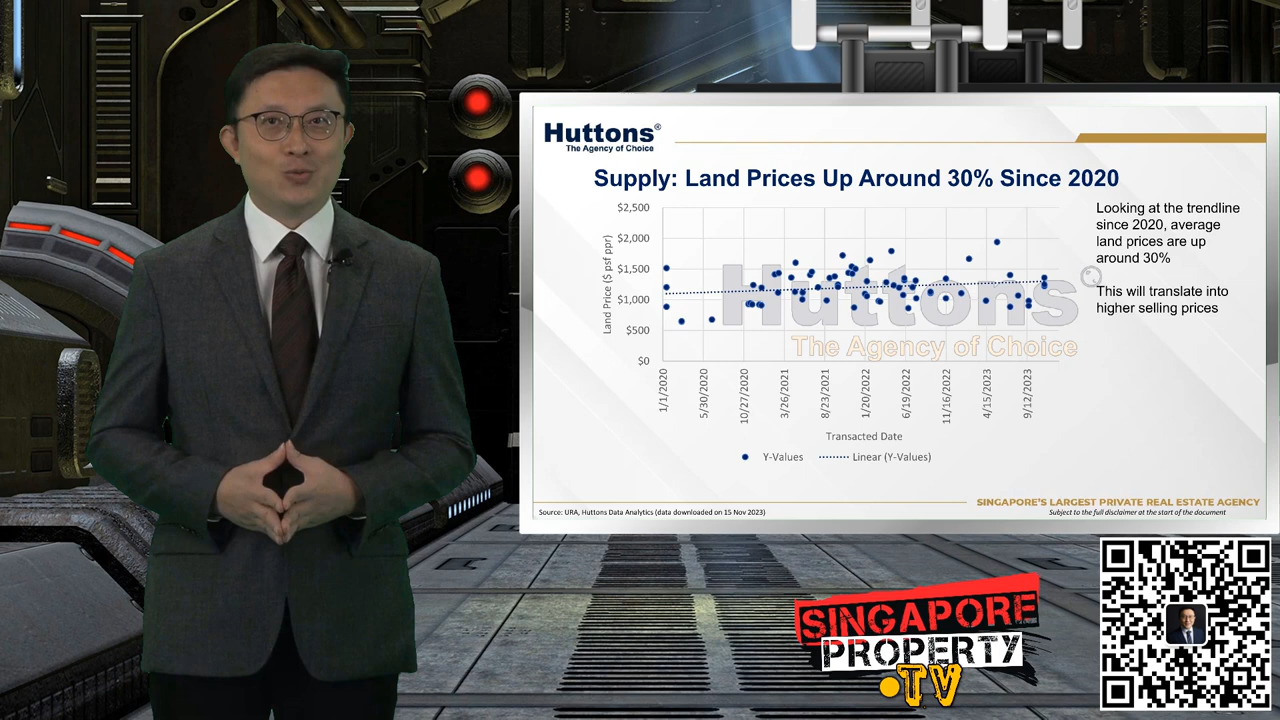 Huttons®
The Agency of Choice
Supply: Land Prices Up Around 30% Since 2020
$2,500
$2,000
$1,500
$1,000
$500
$0
Land Price ($ psf ppr)
1/1/2020
5/30/2020
10/27/2020
3/26/2021
8/23/2021
1/20/2022
6/19/2022
11/16/2022
4/15/2023
9/12/2023
Transacted Date
Y-Values
Linear (Y-Values)
Huttons
The Agency of Choice
Looking at the trendline
since 2020, average
land prices are up
around 30%
This will translate into
higher selling prices
SINGAPORE'S LARGEST PRIVATE REAL ESTATE AGENCY
Source: URA, Huttons Data Analytics (data downloaded on 15 Nov 2023)
Subject to the full disclaimer at the start of the document
SINGAPORE
PROPERTY
.TV